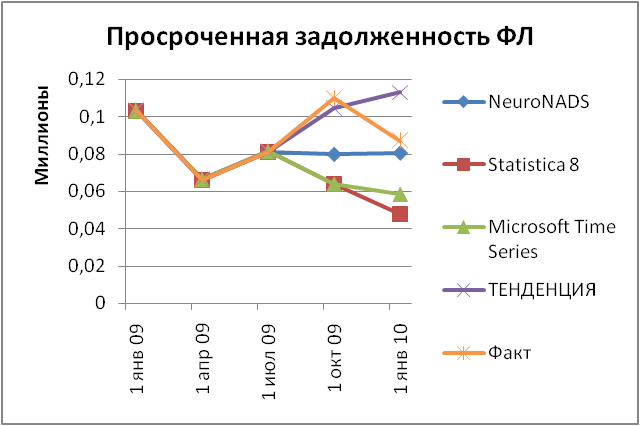 Просроченная задолженность ФЛ
Миллионы
0,12
0,1
0,08
0,06
0,04
0,02
0
1 янв 09
1 апр 09
1 июл 09
1 окт 09
1 янв 10
NeuroNADS
Statistica 8
Microsoft Time
Series
ТЕНДЕНЦИЯ
Факт